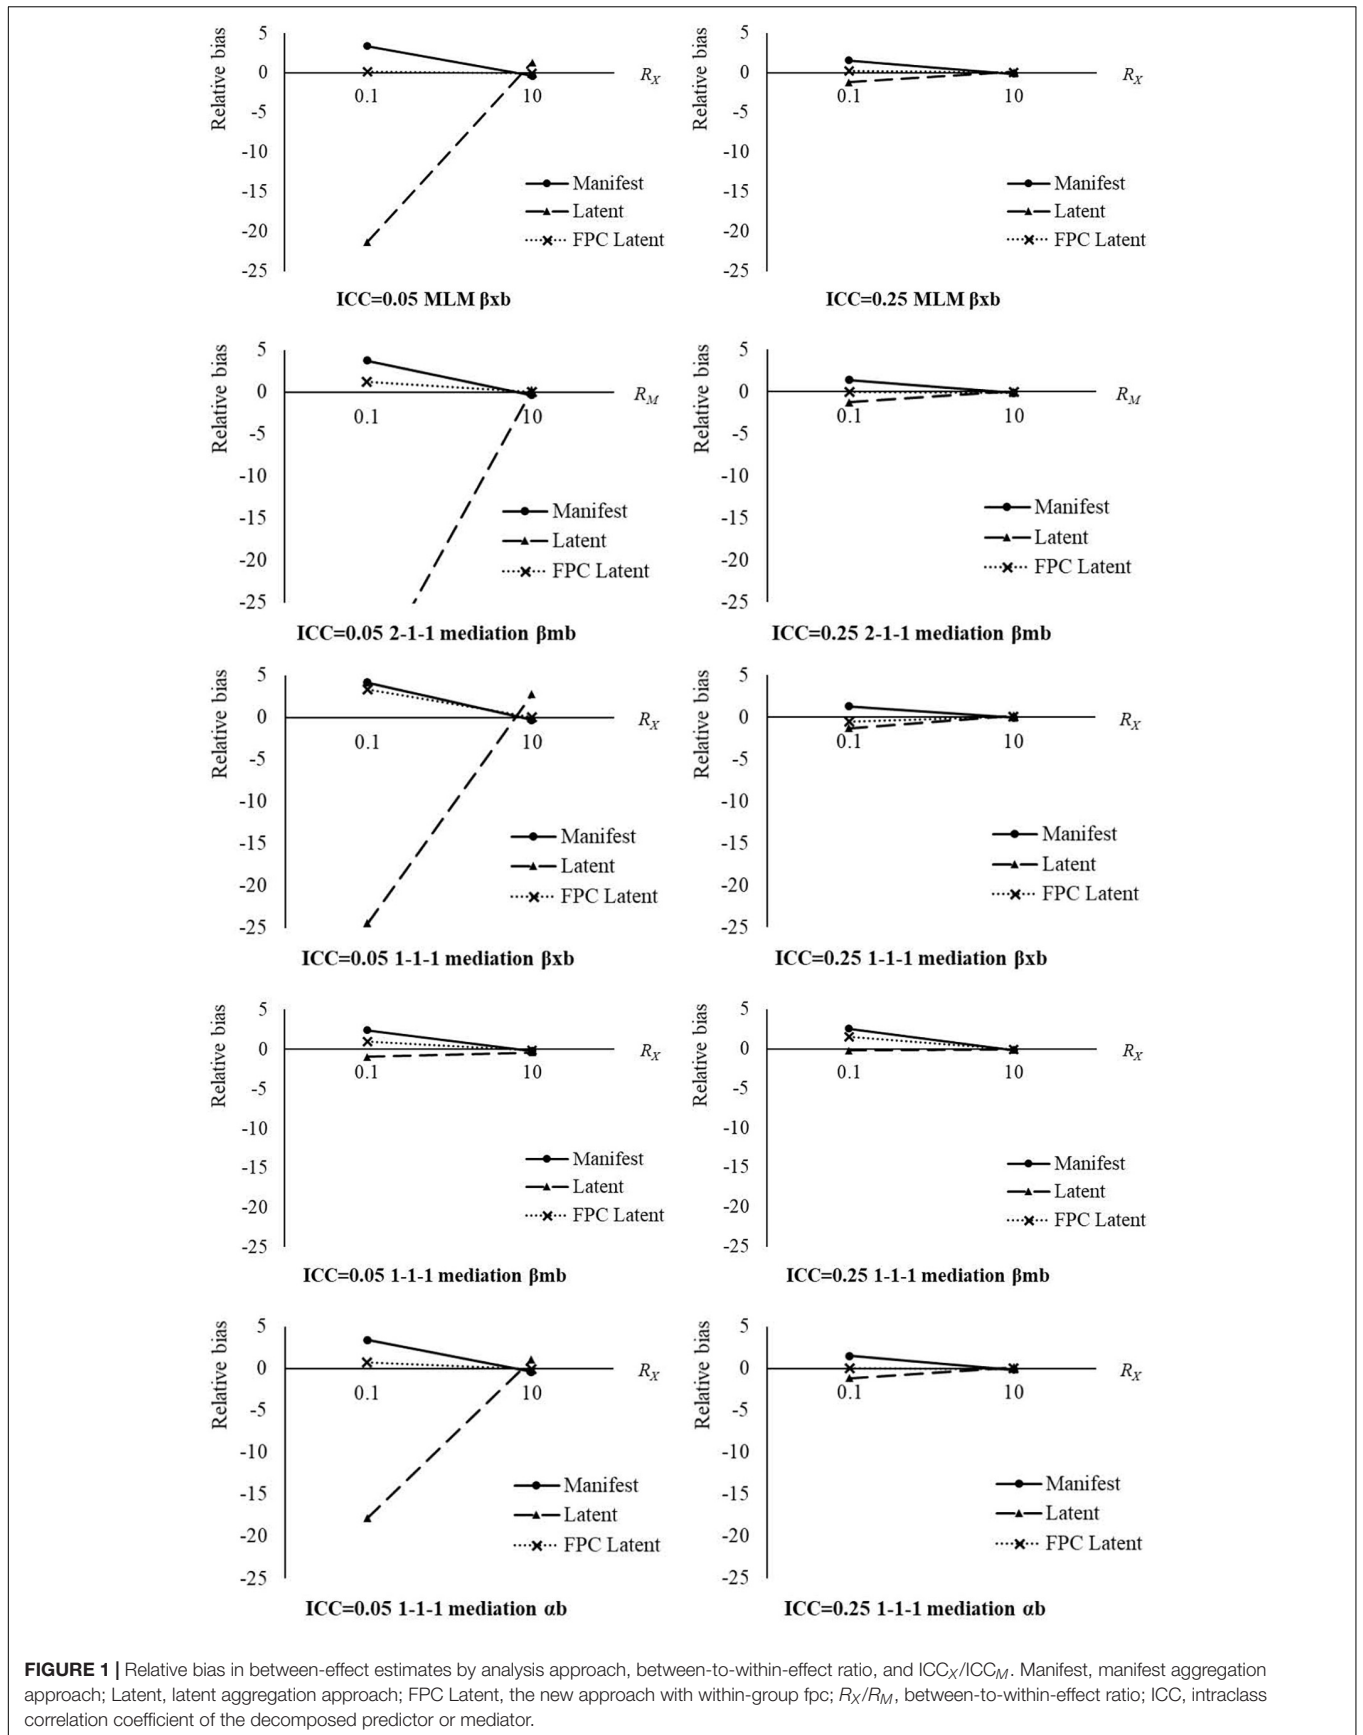 Relative bias
5
0
-5
-10
-15
-20
-25
0.1
10
R_X
Manifest
Latent
FPC Latent
ICC=0.05 MLM βxb
Relative bias
5
0
-5
-10
-15
-20
-25
0.1
10
R_X
Manifest
Latent
FPC Latent
ICC=0.25 MLM βxb
Relative bias
5
0
-5
-10
-15
-20
-25
0.1
10
R_M
Manifest
Latent
FPC Latent
ICC=0.05 2-1-1 mediation βmb
Relative bias
5
0
-5
-10
-15
-20
-25
0.1
10
R_M
Manifest
Latent
FPC Latent
ICC=0.25 2-1-1 mediation βmb
Relative bias
5
0
-5
-10
-15
-20
-25
0.1
10
R_X
Manifest
Latent
FPC Latent
ICC=0.05 1-1-1 mediation βxb
Relative bias
5
0
-5
-10
-15
-20
-25
0.1
10
R_X
Manifest
Latent
FPC Latent
ICC=0.25 1-1-1 mediation βxb
Relative bias
5
0
-5
-10
-15
-20
-25
0.1
10
R_X
Manifest
Latent
FPC Latent
ICC=0.05 1-1-1 mediation βmb
Relative bias
5
0
-5
-10
-15
-20
-25
0.1
10
R_X
Manifest
Latent
FPC Latent
ICC=0.25 1-1-1 mediation βmb
Relative bias
5
0
-5
-10
-15
-20
-25
0.1
10
R_X
Manifest
Latent
FPC Latent
ICC=0.05 1-1-1 mediation αb
Relative bias
5
0
-5
-10
-15
-20
-25
0.1
10
R_X
Manifest
Latent
FPC Latent
ICC=0.25 1-1-1 mediation αb
FIGURE 1 | Relative bias in between-effect estimates by analysis approach, between-to-within-effect ratio, and ICC_X/ICC_M. Manifest, manifest aggregation
approach; Latent, latent aggregation approach; FPC Latent, the new approach with within-group fpc; R_X/R_M, between-to-within-effect ratio; ICC, intraclass
correlation coefficient of the decomposed predictor or mediator.